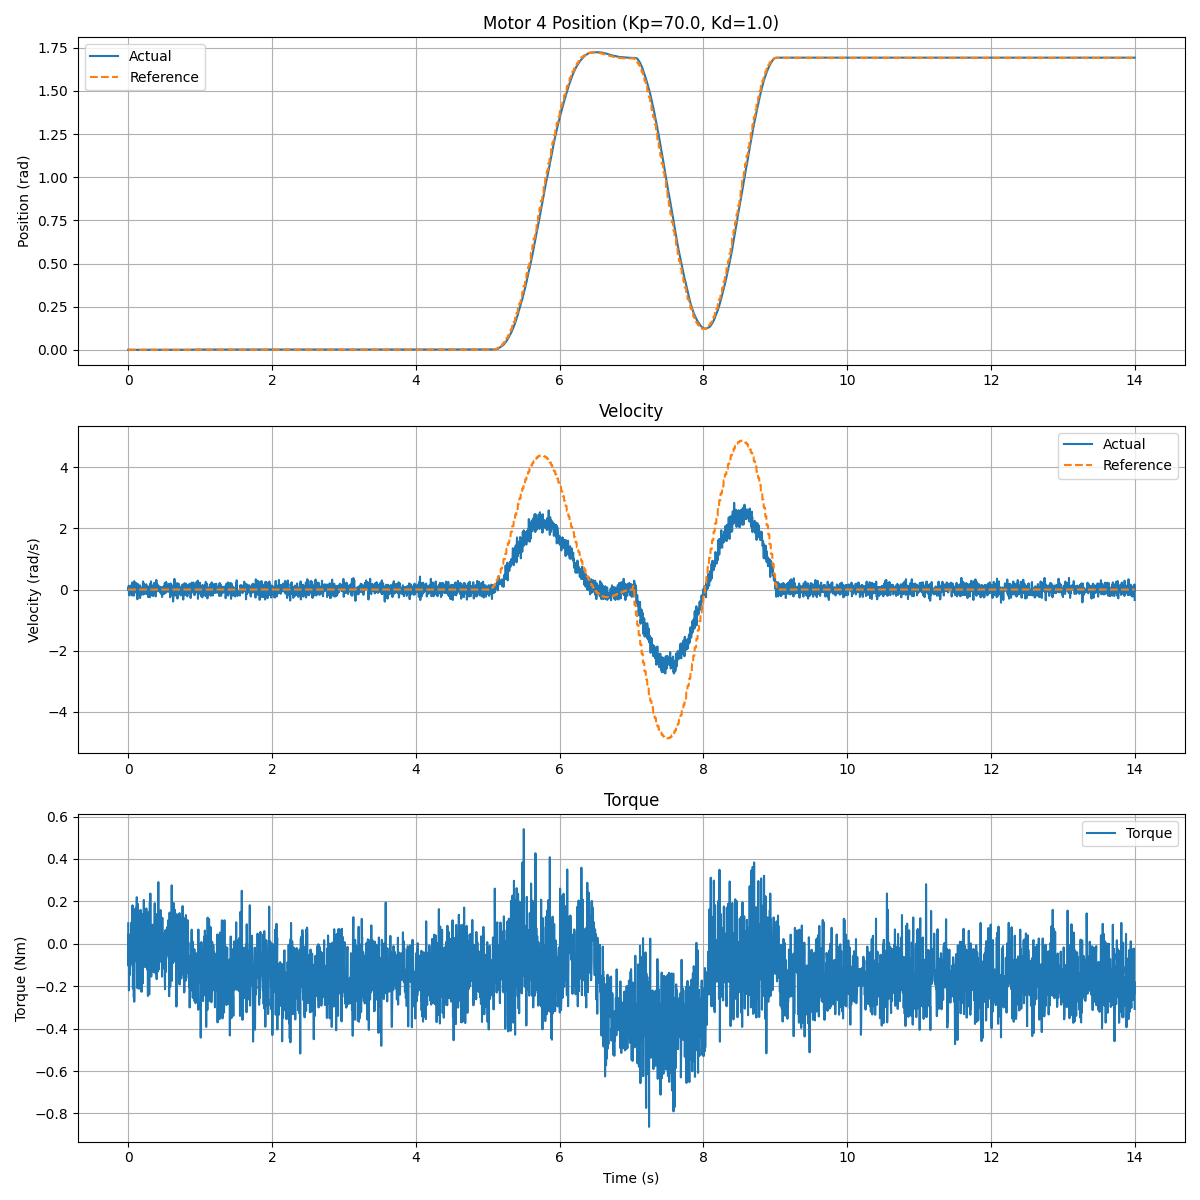 Motor 4 Position (Kp=70.0, Kd=1.0)
Actual
Reference
Position (rad)
1.75
1.50
1.25
1.00
0.75
0.50
0.25
0.00
0 2 4 6 8 10 12 14
Velocity
Actual
Reference
Velocity (rad/s)
4
2
0
−2
−4
0 2 4 6 8 10 12 14
Torque
Torque
Torque (Nm)
0.6
0.4
0.2
0.0
−0.2
−0.4
−0.6
−0.8
0 2 4 6 8 10 12 14
Time (s)